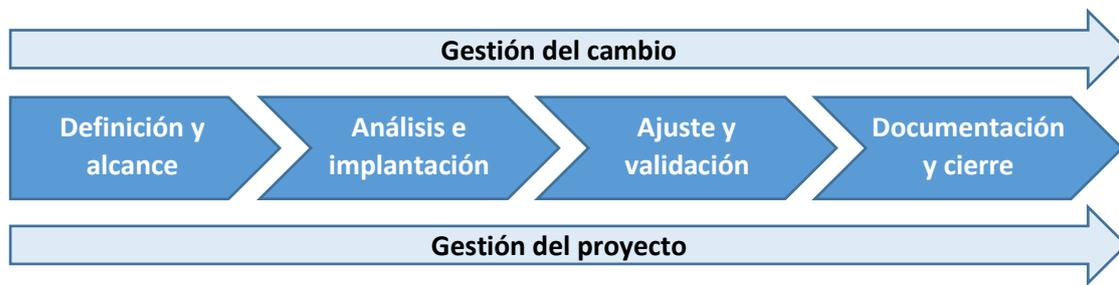 Gestión del cambio
Definición y
alcance
Análisis e
implantación
Ajuste y
validación
Documentación
y cierre
Gestión del proyecto